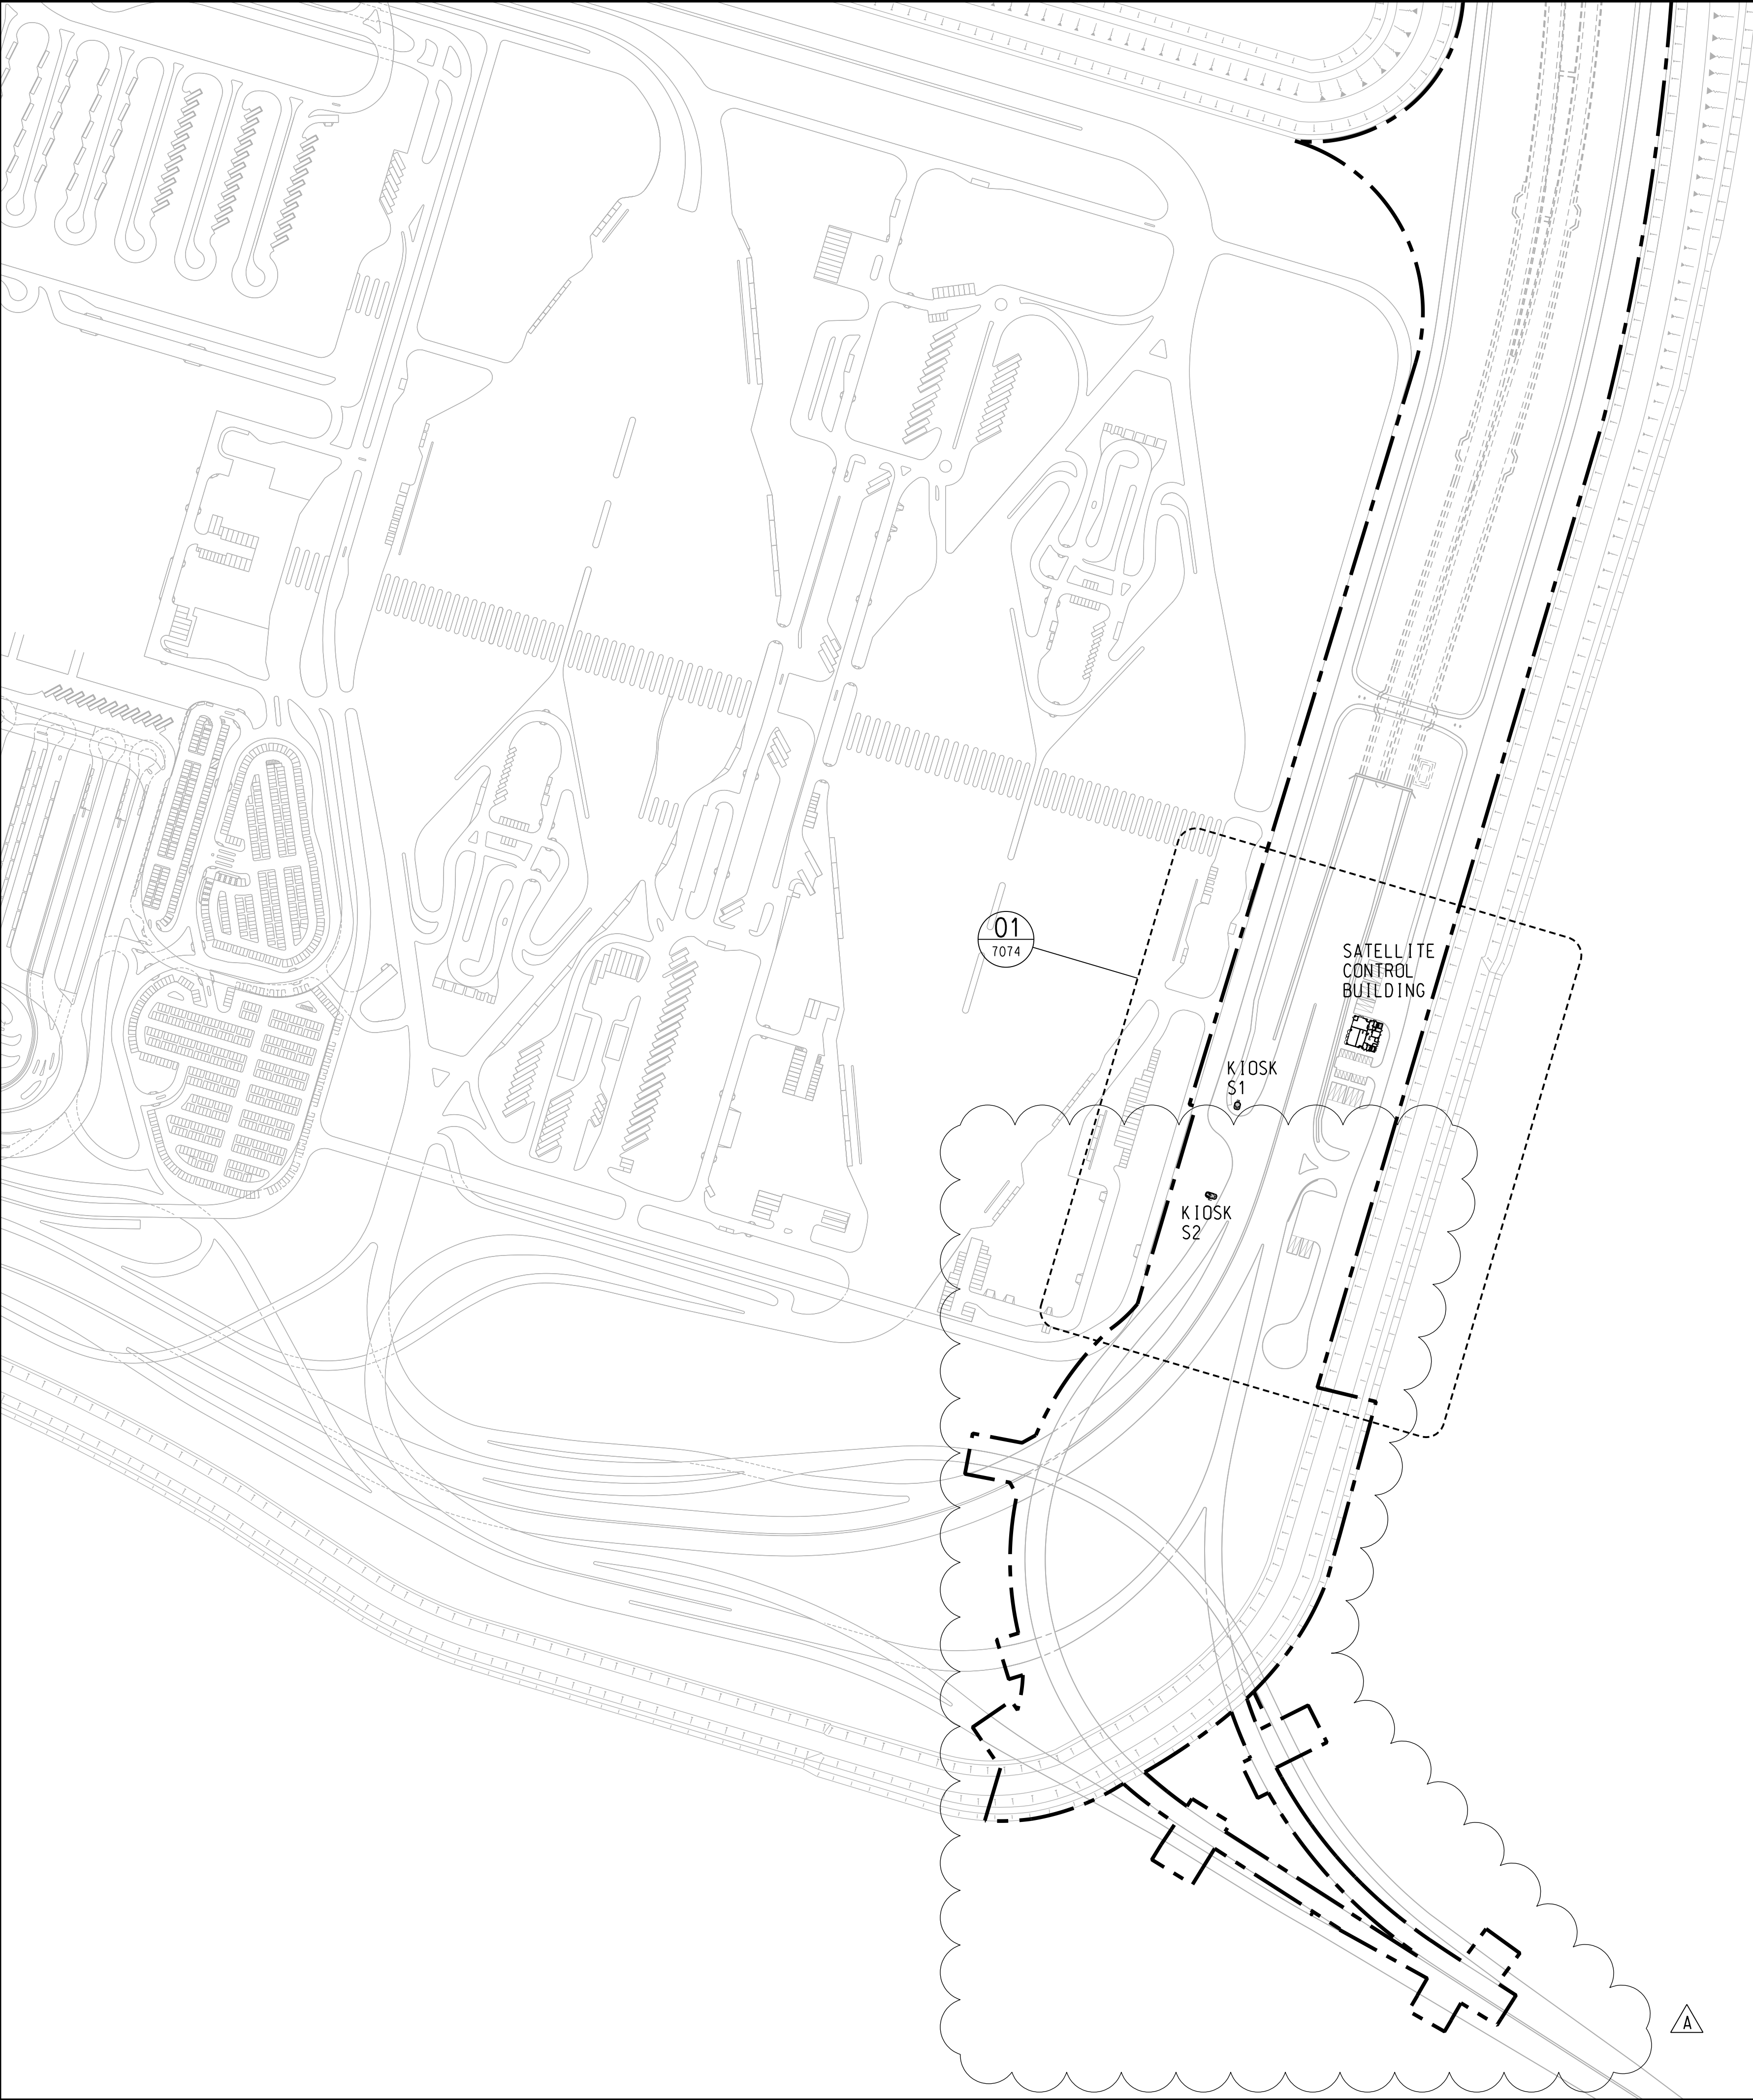 01
7074
SATELLITE
CONTROL
BUILDING
KIOSK
S1
KIOSK
S2
A